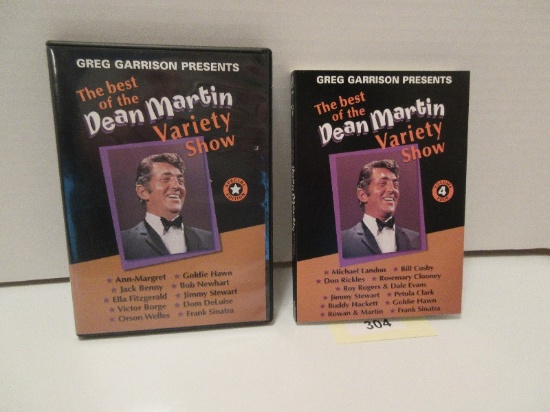 GREG GARRISON PRESENTS
The best
of the
Dean Martin
Variety
Show
★ Ann-Margret ★ Goldie Hawn
★ Jack Benny ★ Bob Newhart
★ Ella Fitzgerald ★ Jimmy Stewart
★ Victor Borge ★ Dom DeLuise
★ Orson Welles ★ Frank Sinatra
GREG GARRISON PRESENTS
The best
of the
Dean Martin
Variety
Show
4
★ Michael Landon ★ Bill Cosby
★ Don Rickles ★ Rosemary Clooney
★ Roy Rogers & Dale Evans
★ Jimmy Stewart ★ Petula Clark
★ Buddy Hackett ★ Goldie Hawn
★ Rowan & Martin ★ Frank Sinatra
304